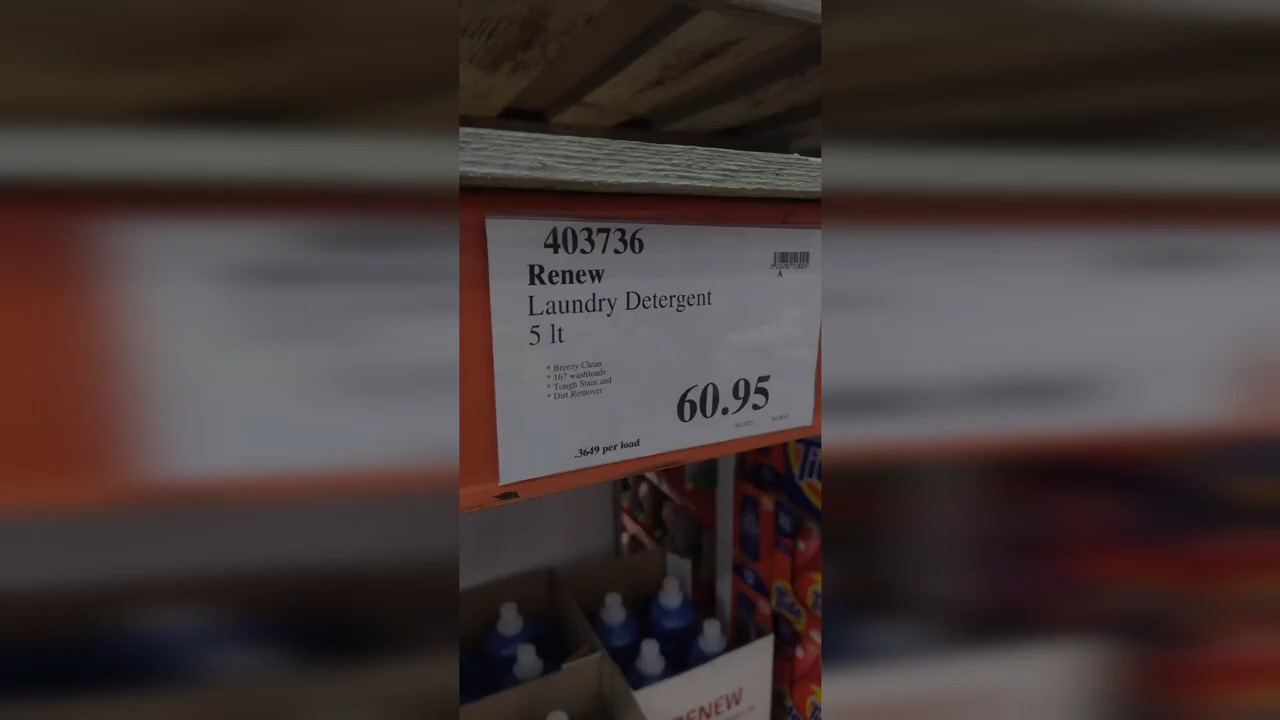 403736
Renew
Laundry Detergent
5 lt
* Breezy Clean
* 167 washloads
* Tough Stain and
* Dirt Remover
60.95
.3649 per load
A
Tide
RENEW